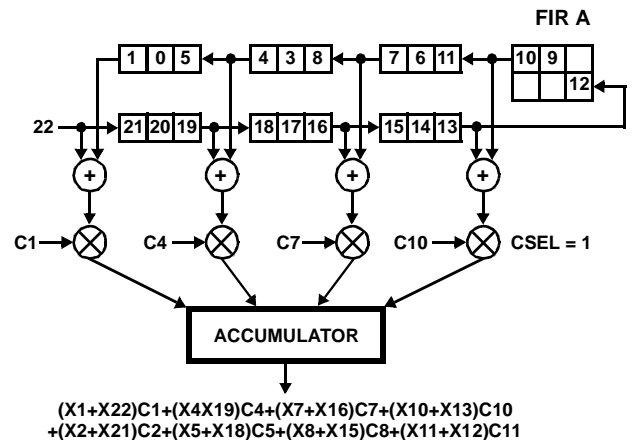 FIR A
1 0 5 4 3 8 7 6 11 10 9
12
22 21 20 19 18 17 16 15 14 13
+ + + +
C1 C4 C7 C10 CSEL = 1
ACCUMULATOR
(X1+X22)C1+(X4X19)C4+(X7+X16)C7+(X10+X13)C10
+(X2+X21)C2+(X5+X18)C5+(X8+X15)C8+(X11+X12)C11